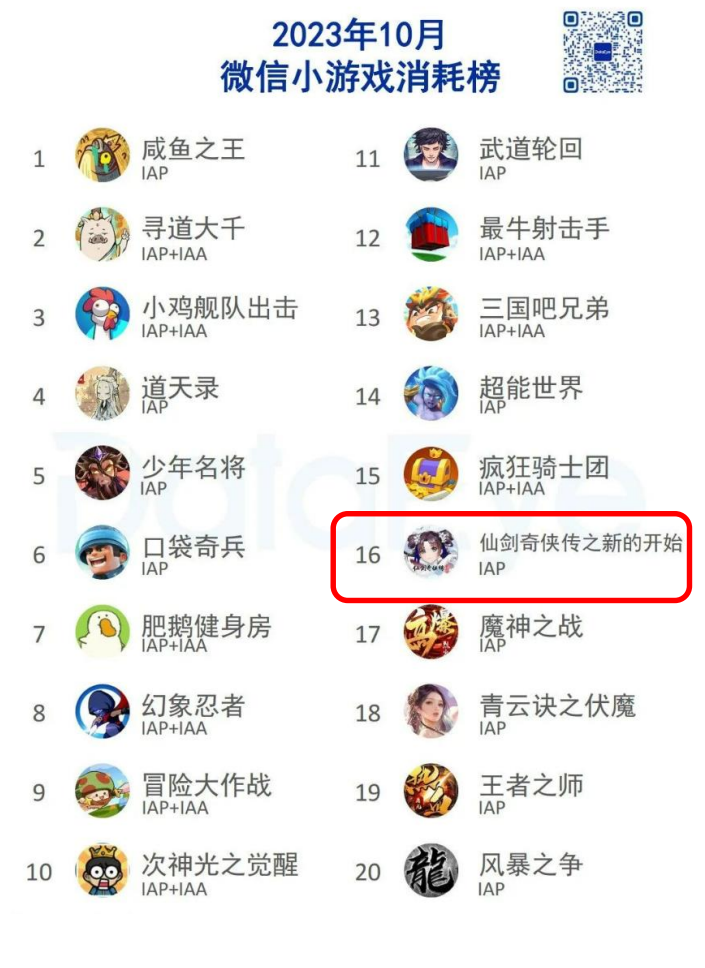 2023年10月
微信小游戏消耗榜
1
咸鱼之王
IAP
2
寻道大千
IAP+IAA
3
小鸡舰队出击
IAP+IAA
4
道天录
IAP
5
少年名将
IAP
6
口袋奇兵
IAP
7
肥鹅健身房
IAP+IAA
8
幻象忍者
IAP+IAA
9
冒险大作战
IAP+IAA
10
次神光之觉醒
IAP+IAA
11
武道轮回
IAP
12
最牛射击手
IAP+IAA
13
三国吧兄弟
IAP+IAA
14
超能世界
IAP
15
疯狂骑士团
IAP+IAA
16
仙剑奇侠传之新的开始
IAP
17
魔神之战
IAP
18
青云诀之伏魔
IAP
19
王者之师
IAP
20
龍
风暴之争
IAP
DataEye